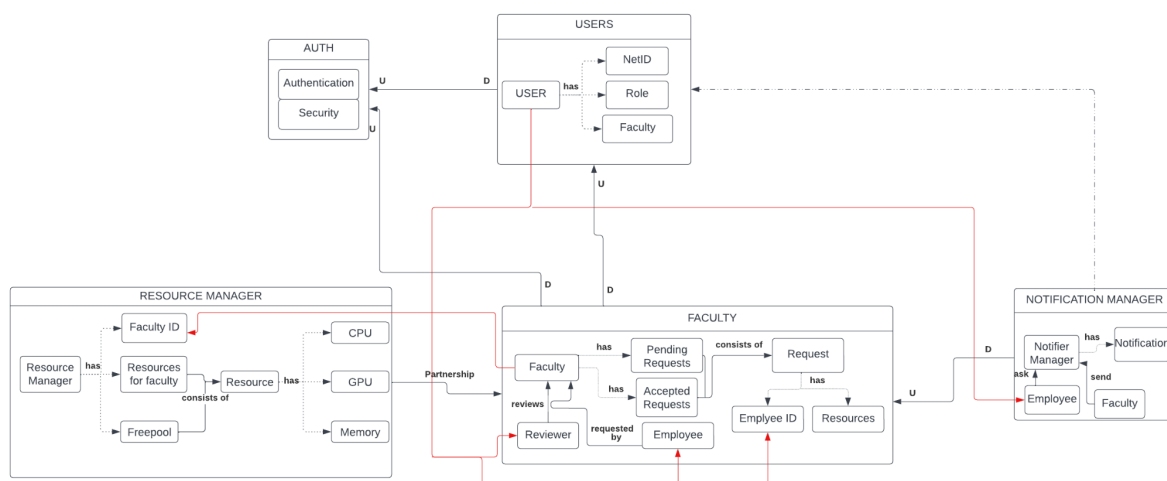 USERS
AUTH
NetID
Authentication
U
D
USER
has
Role
Security
U
Faculty
U
D
D
RESOURCE MANAGER
NOTIFICATION MANAGER
FACULTY
Faculty ID
CPU
Resource
Manager
has
Resources
for faculty
Resource
has
GPU
consists of
Freepool
Memory
Partnership
Faculty
has
Pending
Requests
consists of
Request
has
Accepted
Requests
has
reviews
Reviewer
requested
by
Employee
Emplyee ID
Resources
D
U
Notifier
Manager
has
Notification
ask
send
Employee
Faculty